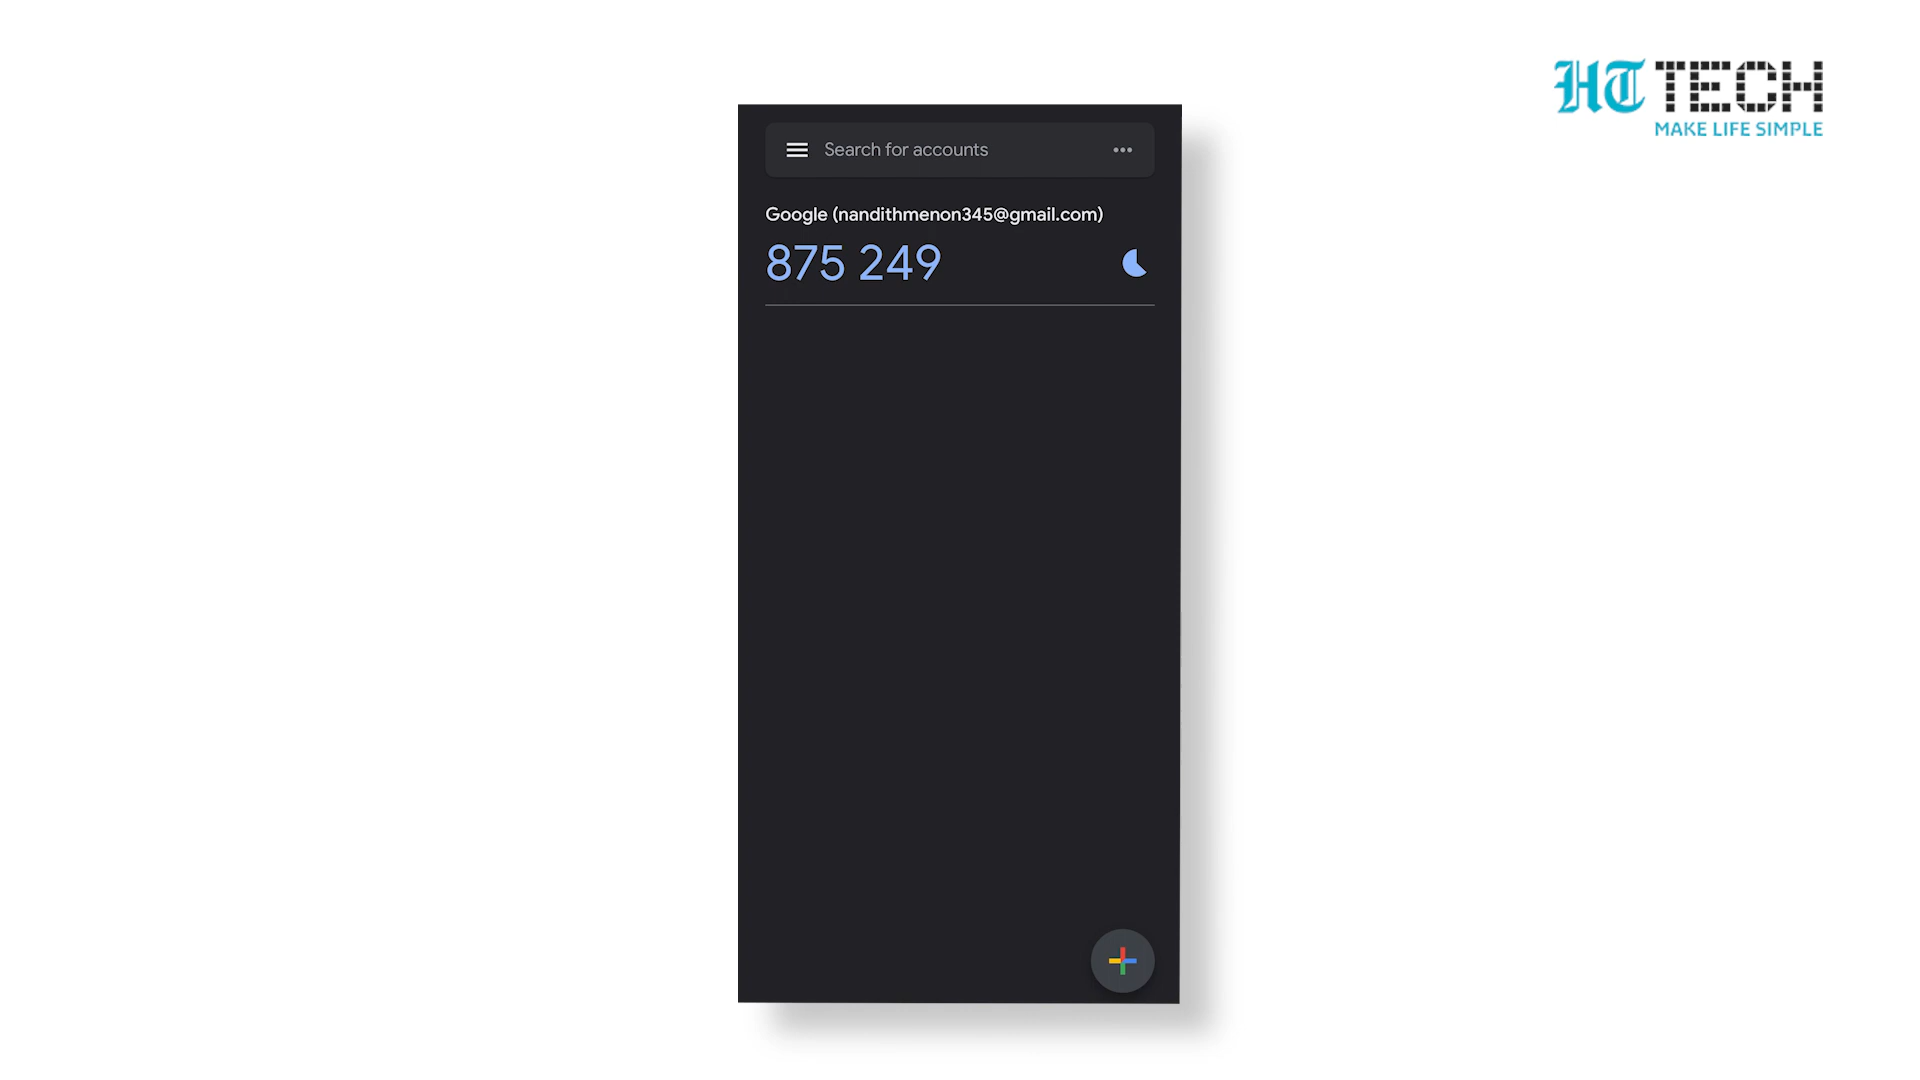 HT TECH
MAKE LIFE SIMPLE
Search for accounts
Google (nandithmenon345@gmail.com)
875 249